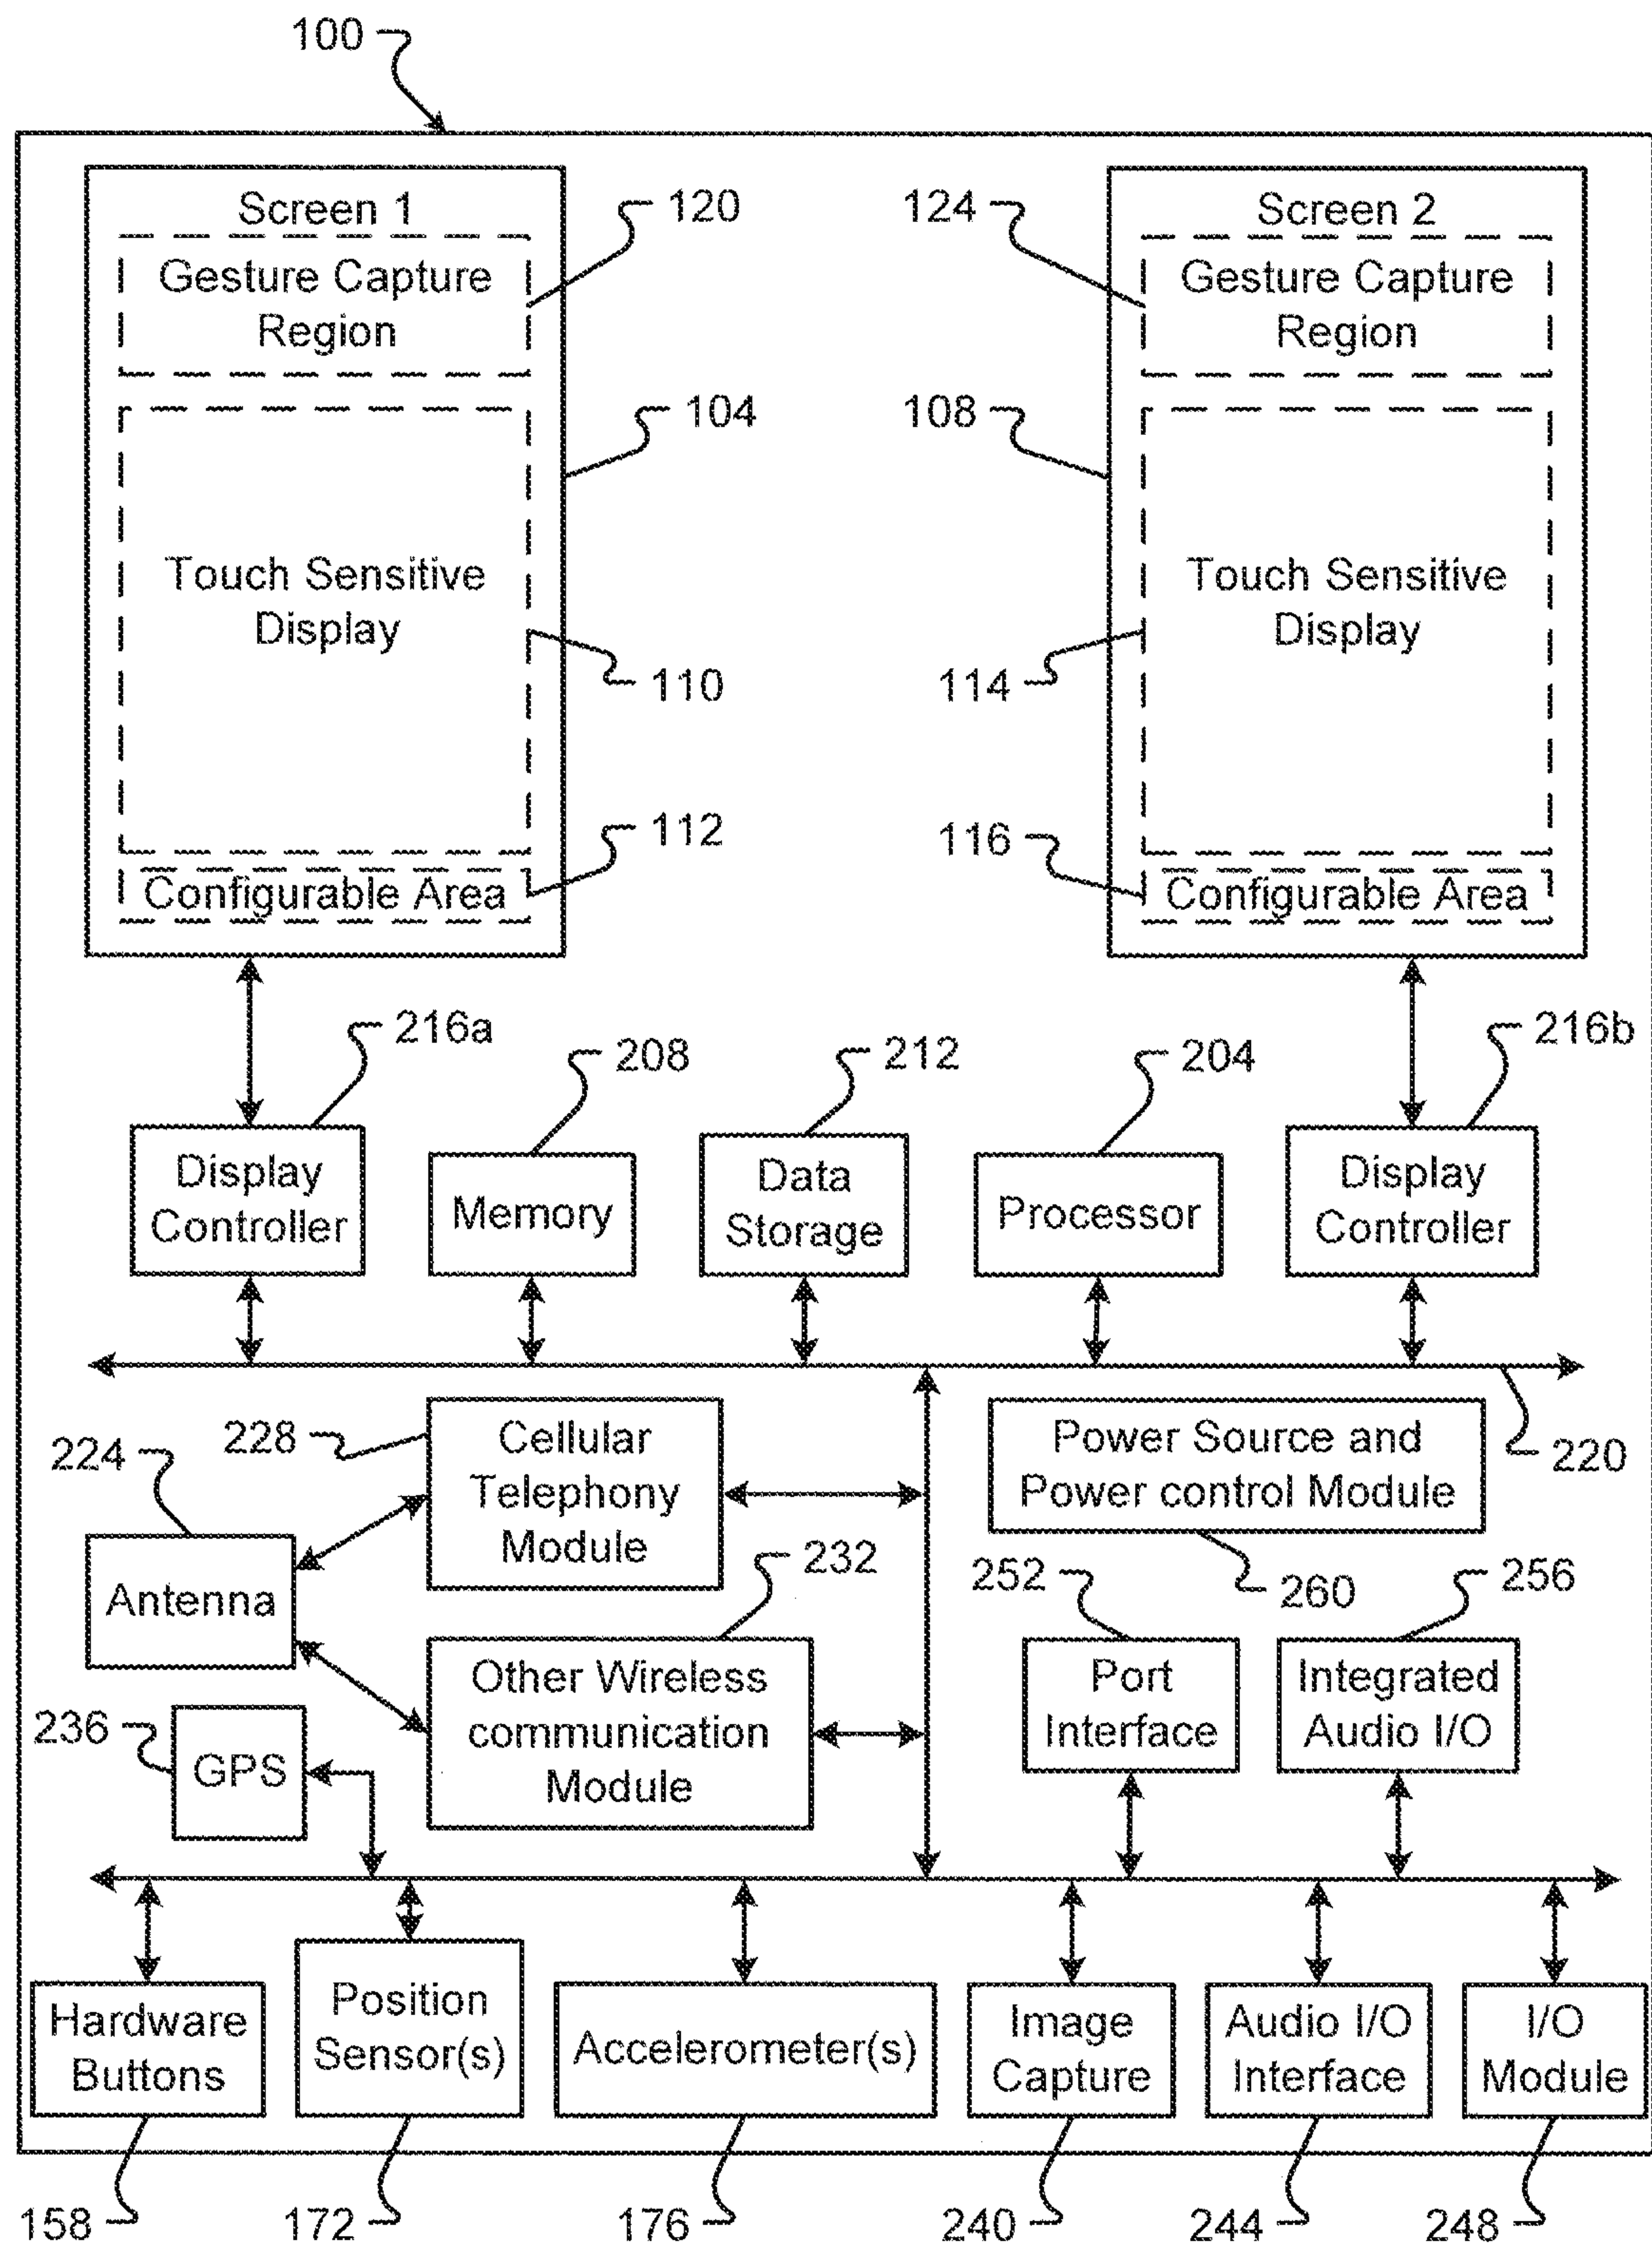 100
Screen 1
Gesture Capture
Region
Touch Sensitive
Display
Configurable Area
120
104
110
112
Screen 2
Gesture Capture
Region
Touch Sensitive
Display
Configurable Area
124
108
114
116
216a
208
212
204
216b
Display
Controller
Memory
Data
Storage
Processor
Display
Controller
220
228
224
Cellular
Telephony
Module
Power Source and
Power control Module
260
Antenna
232
Other Wireless
communication
Module
252
256
Port
Interface
Integrated
Audio I/O
236
GPS
Hardware
Buttons
Position
Sensor(s)
Accelerometer(s)
Image
Capture
Audio I/O
Interface
I/O
Module
158
172
176
240
244
248